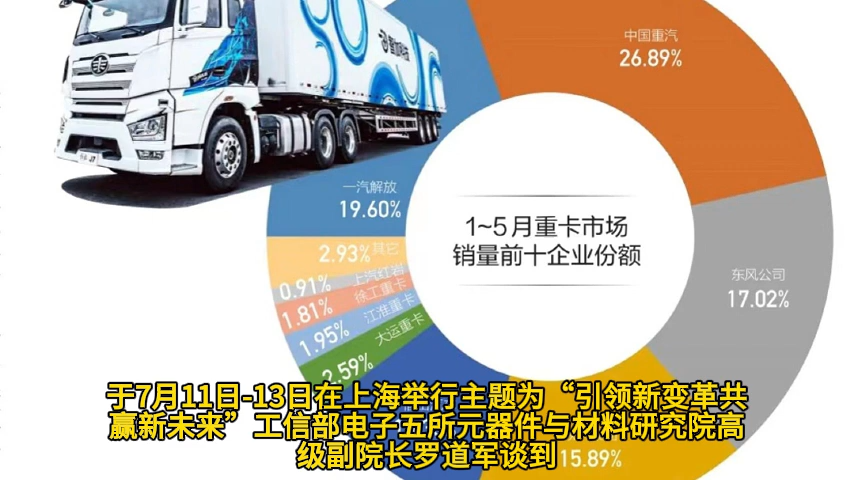 中国重汽
26.89%
一汽解放
19.60%
1~5月重卡市场
销量前十企业份额
2.93% 其它
0.91% 上汽红岩
1.81% 徐工重卡
1.95% 江淮重卡
2.59% 大运重卡
东风公司
17.02%
于7月11日-13日在上海举行主题为“引领新变革共
赢新未来”工信部电子五所元器件与材料研究院高
级副院长罗道军谈到
15.89%